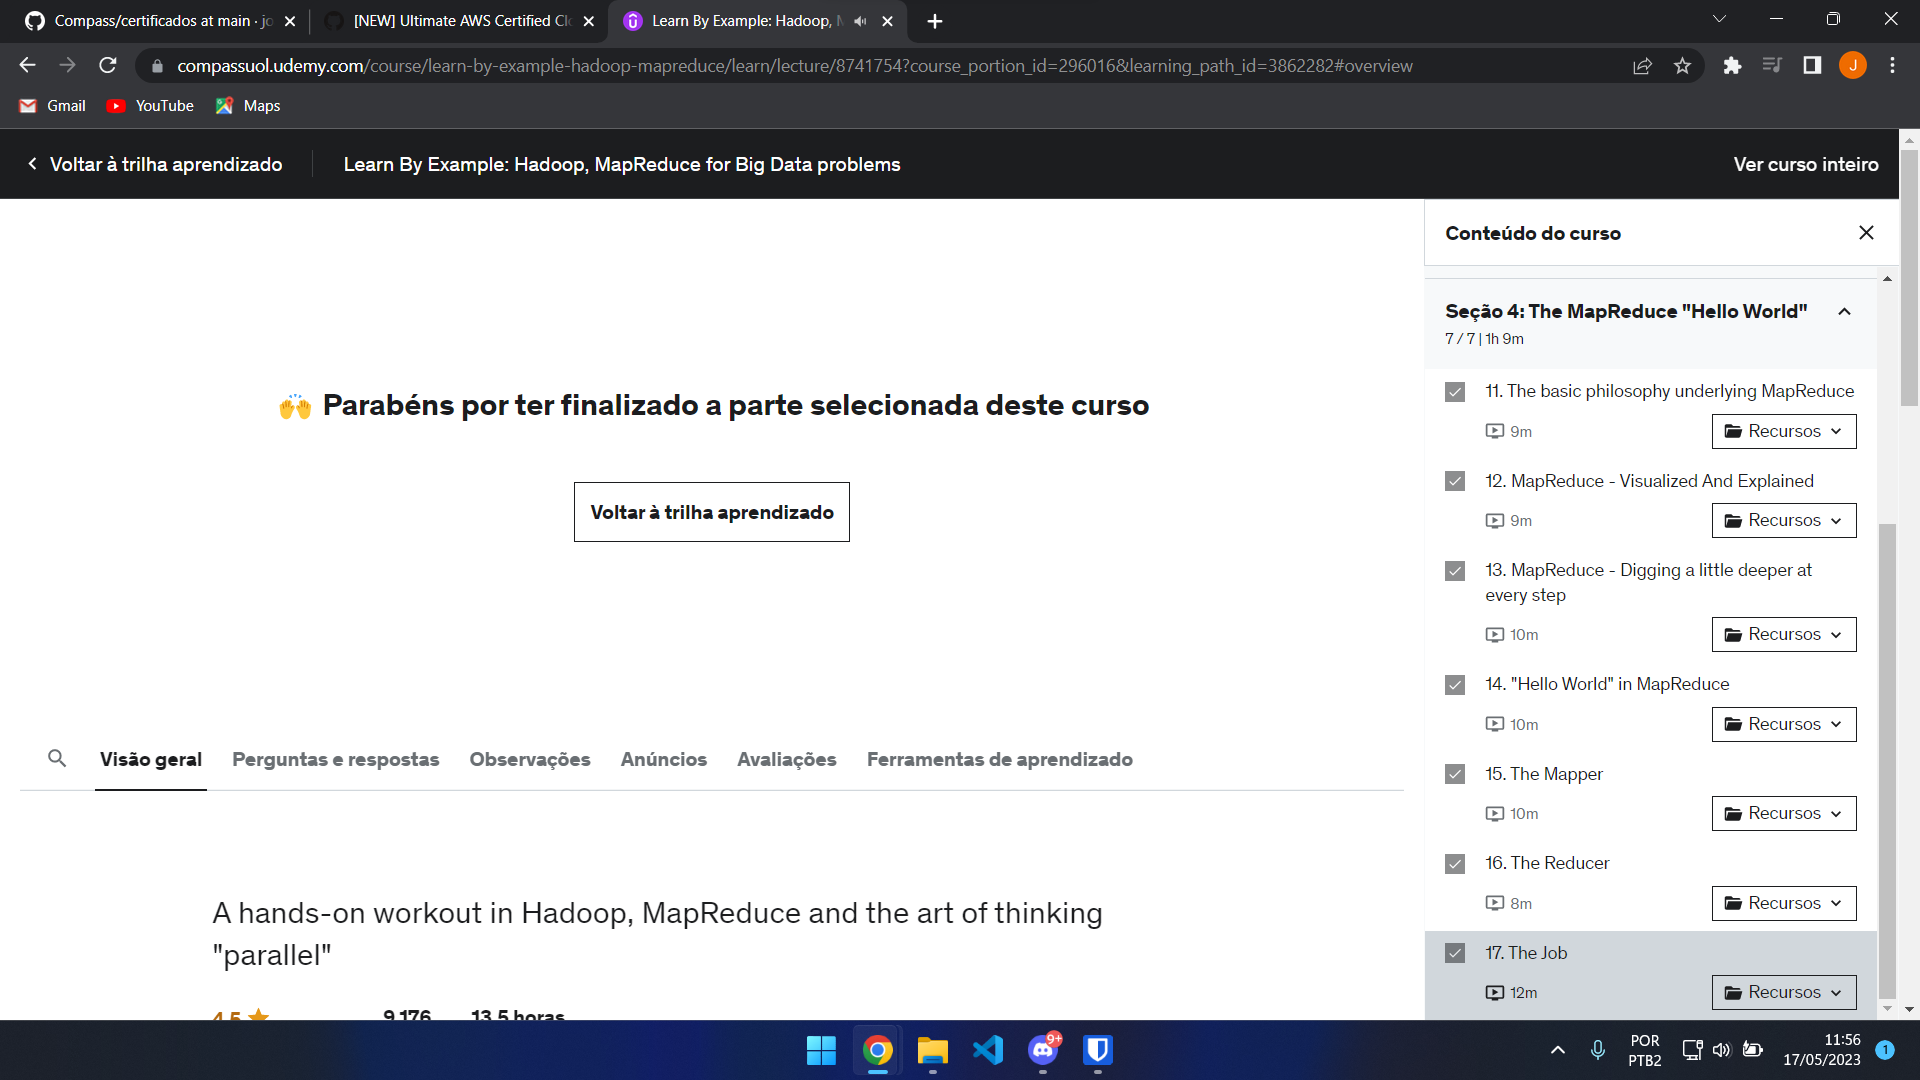 Compass/certificados at main · jo
[NEW] Ultimate AWS Certified Clo
Learn By Example: Hadoop, M
compassuol.udemy.com/course/learn-by-example-hadoop-mapreduce/learn/lecture/8741754?course_portion_id=296016&learning_path_id=3862282#overview
J
Gmail
YouTube
Maps
Voltar à trilha aprendizado
Learn By Example: Hadoop, MapReduce for Big Data problems
Ver curso inteiro
🙌 Parabéns por ter finalizado a parte selecionada deste curso
Voltar à trilha aprendizado
Visão geral
Perguntas e respostas
Observações
Anúncios
Avaliações
Ferramentas de aprendizado
A hands-on workout in Hadoop, MapReduce and the art of thinking
"parallel"
4,5
9.176
13,5 horas
Conteúdo do curso
Seção 4: The MapReduce "Hello World"
7 / 7 | 1h 9m
11. The basic philosophy underlying MapReduce
9m
Recursos
12. MapReduce - Visualized And Explained
9m
Recursos
13. MapReduce - Digging a little deeper at
every step
10m
Recursos
14. "Hello World" in MapReduce
10m
Recursos
15. The Mapper
10m
Recursos
16. The Reducer
8m
Recursos
17. The Job
12m
Recursos
9+
POR
PTB2
11:56
17/05/2023
1